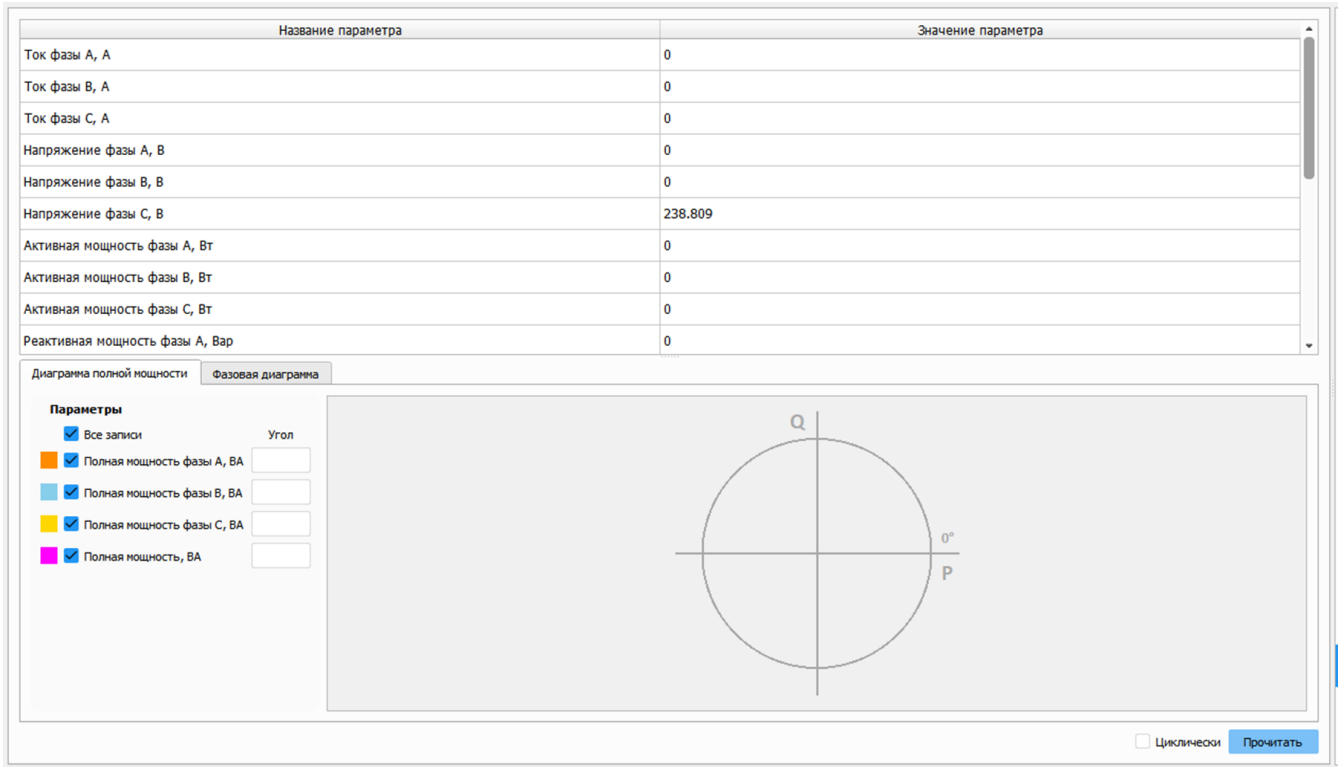 Название параметра Значение параметра
Ток фазы А, А 0
Ток фазы В, А 0
Ток фазы С, А 0
Напряжение фазы А, В 0
Напряжение фазы В, В 0
Напряжение фазы С, В 238.809
Активная мощность фазы А, Вт 0
Активная мощность фазы В, Вт 0
Активная мощность фазы С, Вт 0
Реактивная мощность фазы А, Вар 0
Диаграмма полной мощности Фазовая диаграмма
Параметры
Все записи Угол
Полная мощность фазы А, ВА
Полная мощность фазы В, ВА
Полная мощность фазы С, ВА
Полная мощность, ВА
Q
0°
P
Циклически Прочитать